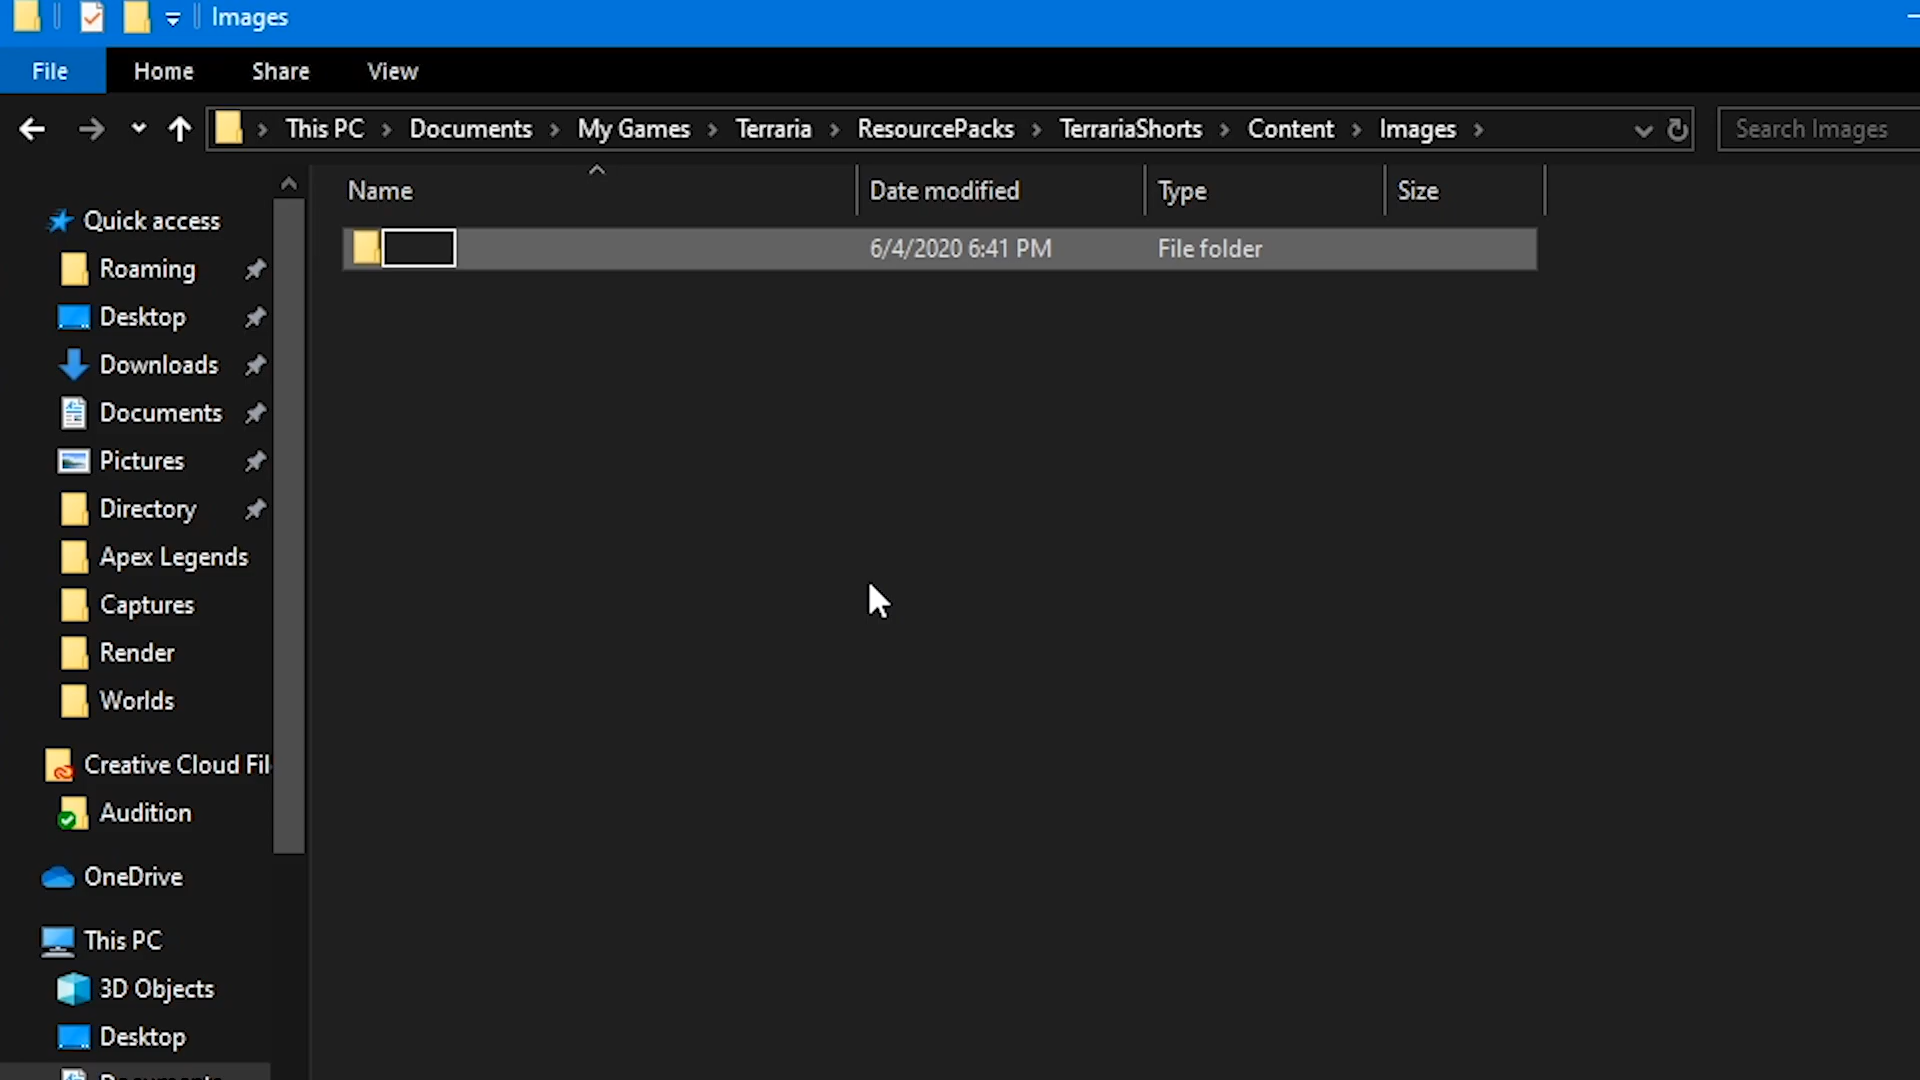 Images
File Home Share View
This PC Documents My Games Terraria ResourcePacks TerrariaShorts Content Images Search Images
Name Date modified Type Size
6/4/2020 6:41 PM File folder
Quick access
Roaming
Desktop
Downloads
Documents
Pictures
Directory
Apex Legends
Captures
Render
Worlds
Creative Cloud Fil
Audition
OneDrive
This PC
3D Objects
Desktop
Documents